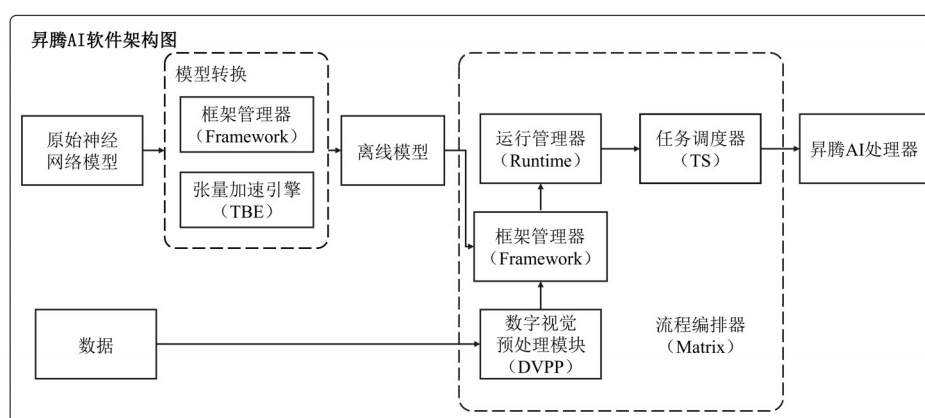 昇腾AI软件架构图
模型转换
框架管理器
（Framework）
张量加速引擎
（TBE）
原始神经
网络模型
离线模型
运行管理器
（Runtime）
任务调度器
（TS）
昇腾AI处理器
框架管理器
（Framework）
数据
数字视觉
预处理模块
（DVPP）
流程编排器
（Matrix）